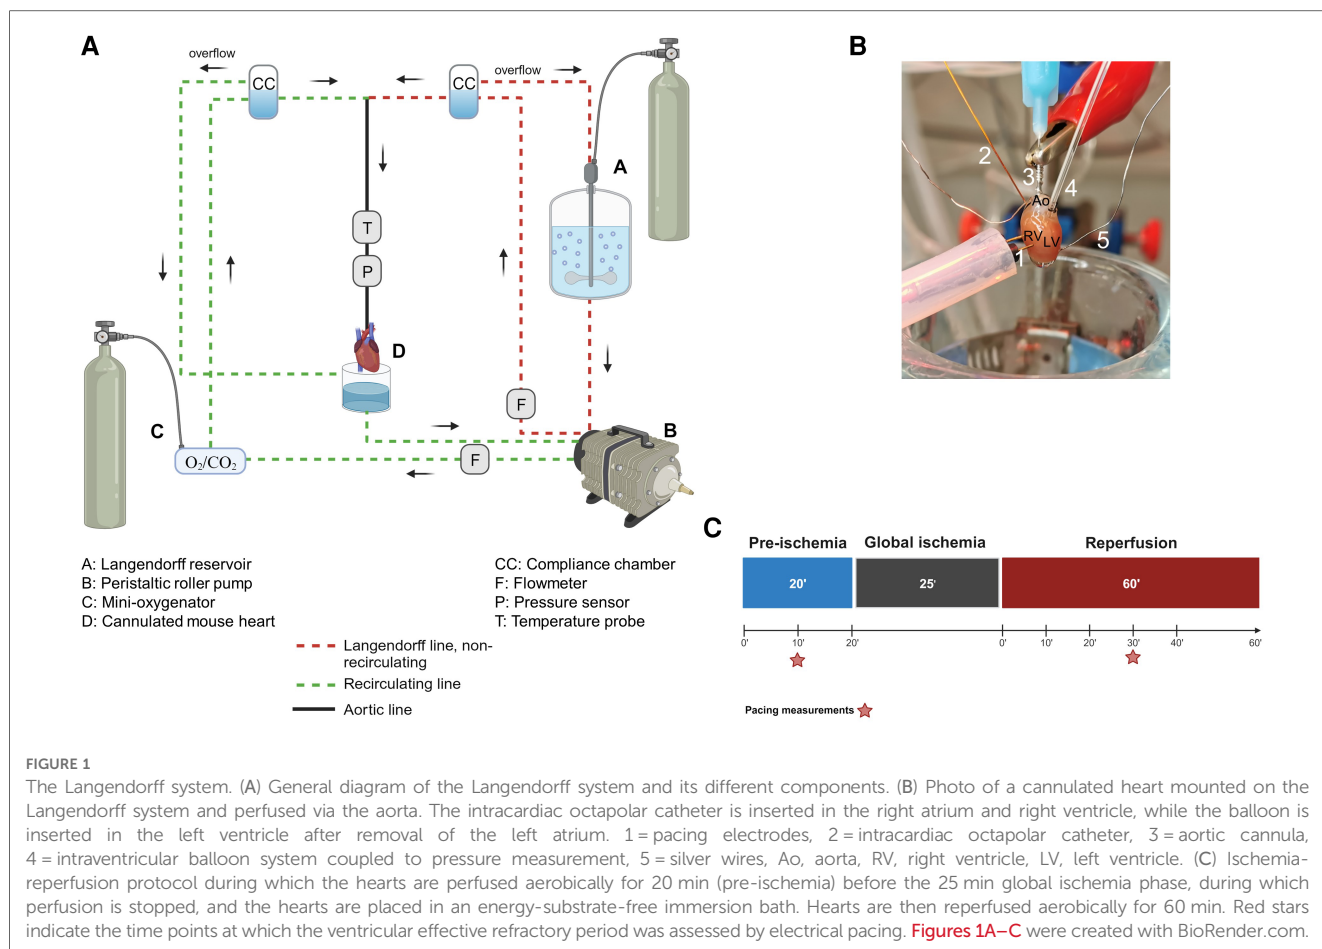 A
B
overflow
CC
CC
overflow
A
T
P
D
F
C
B
O₂/CO₂
F
2
3
4
Ao
RV
LV
5
1
A: Langendorff reservoir
B: Peristaltic roller pump
C: Mini-oxygenator
D: Cannulated mouse heart
CC: Compliance chamber
F: Flowmeter
P: Pressure sensor
T: Temperature probe
Langendorff line, non-
recirculating
Recirculating line
Aortic line
C
Pre-ischemia Global ischemia Reperfusion
20' 25' 60'
0' 10' 20' 0' 10' 20' 30' 40' 60'
Pacing measurements
FIGURE 1
The Langendorff system. (A) General diagram of the Langendorff system and its different components. (B) Photo of a cannulated heart mounted on the
Langendorff system and perfused via the aorta. The intracardiac octapolar catheter is inserted in the right atrium and right ventricle, while the balloon is
inserted in the left ventricle after removal of the left atrium. 1 = pacing electrodes, 2 = intracardiac octapolar catheter, 3 = aortic cannula,
4 = intraventricular balloon system coupled to pressure measurement, 5 = silver wires, Ao, aorta, RV, right ventricle, LV, left ventricle. (C) Ischemia-
reperfusion protocol during which the hearts are perfused aerobically for 20 min (pre-ischemia) before the 25 min global ischemia phase, during which
perfusion is stopped, and the hearts are placed in an energy-substrate-free immersion bath. Hearts are then reperfused aerobically for 60 min. Red stars
indicate the time points at which the ventricular effective refractory period was assessed by electrical pacing. Figures 1A–C were created with BioRender.com.